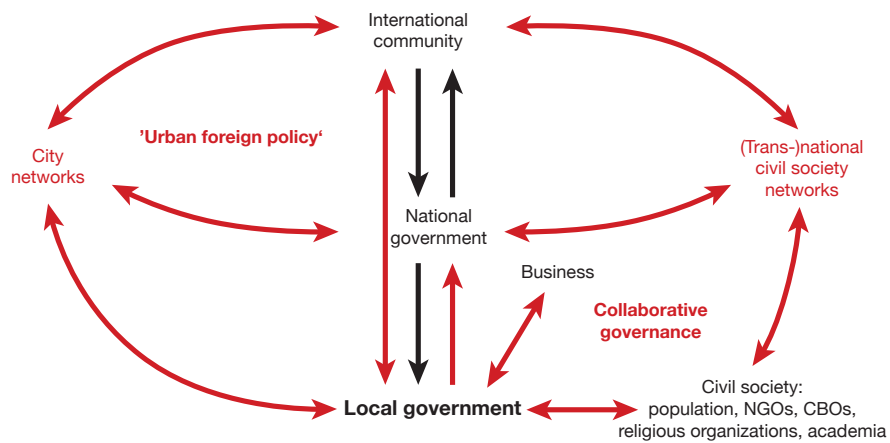 International
community
’Urban foreign policy‘
City
networks
(Trans-)national
civil society
networks
National
government
Business
Collaborative
governance
Local government
Civil society:
population, NGOs, CBOs,
religious organizations, academia